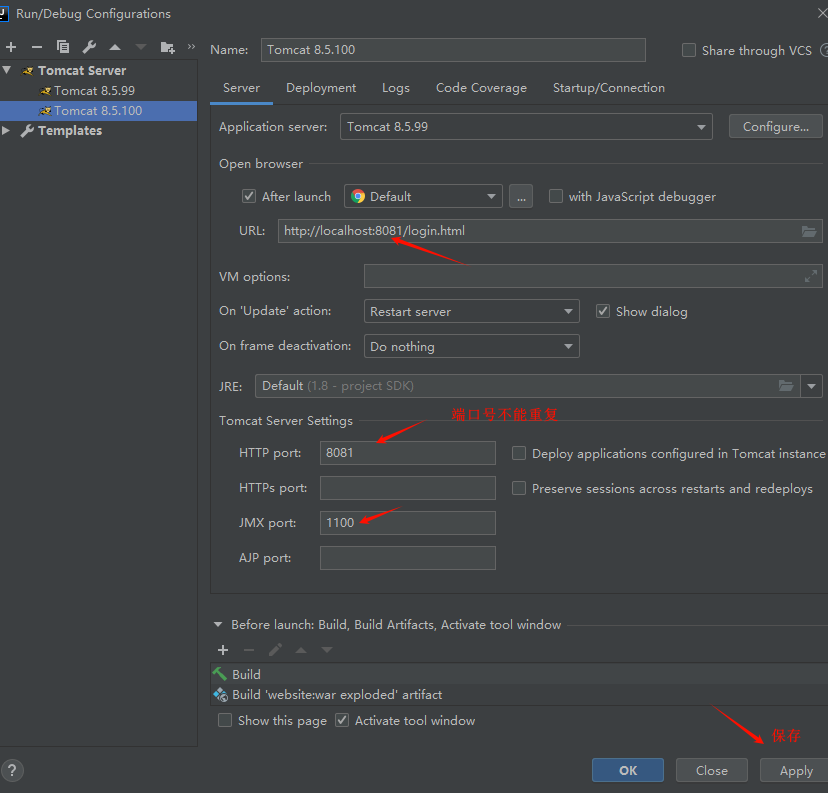 Run/Debug Configurations
Name: Tomcat 8.5.100 Share through VCS
Tomcat Server
Tomcat 8.5.99
Tomcat 8.5.100
Templates
Server Deployment Logs Code Coverage Startup/Connection
Application server: Tomcat 8.5.99 Configure...
Open browser
After launch Default ... with JavaScript debugger
URL: http://localhost:8081/login.html
VM options:
On 'Update' action: Restart server Show dialog
On frame deactivation: Do nothing
JRE: Default (1.8 - project SDK)
Tomcat Server Settings 端口号不能重复
HTTP port: 8081 Deploy applications configured in Tomcat instance
HTTPs port: Preserve sessions across restarts and redeploys
JMX port: 1100
AJP port:
Before launch: Build, Build Artifacts, Activate tool window
Build
Build 'website:war exploded' artifact
Show this page Activate tool window
保存
? OK Close Apply